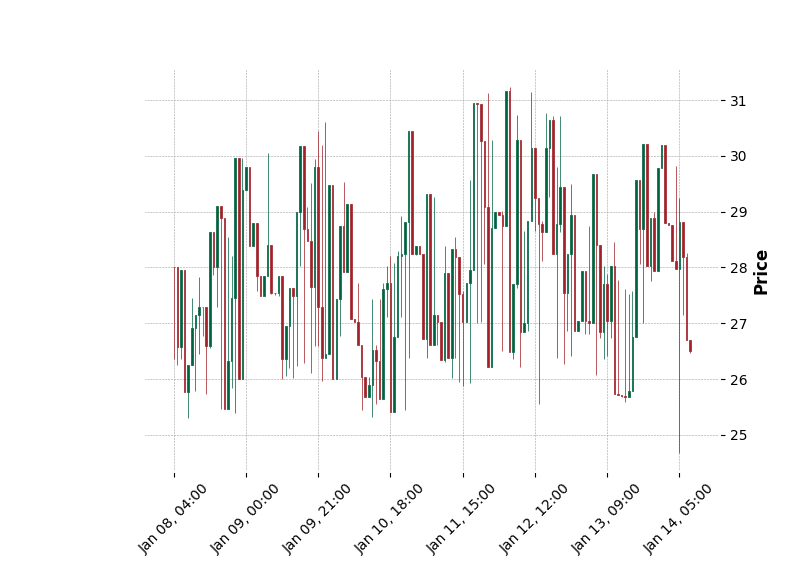 31
30
29
28
27
26
25
Price
Jan 08, 04:00
Jan 09, 00:00
Jan 09, 21:00
Jan 10, 18:00
Jan 11, 15:00
Jan 12, 12:00
Jan 13, 09:00
Jan 14, 05:00